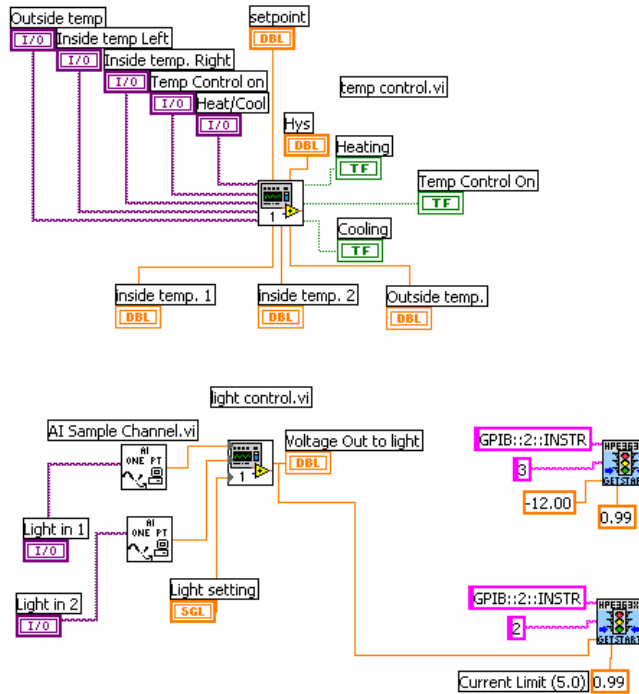 Outside temp
I/O
Inside temp Left
I/O
Inside temp. Right
I/O
Temp Control on
I/O
Heat/Cool
I/O
setpoint
DBL
temp control.vi
Hys
DBL
Heating
TF
Temp Control On
TF
1
Cooling
TF
inside temp. 1
DBL
inside temp. 2
DBL
Outside temp.
DBL
light control.vi
AI Sample Channel.vi
AI
ONE PT
1
Voltage Out to light
DBL
GPIB::2::INSTR
3
-12.00
0.99
HPE363X
GETSTART
Light in 1
I/O
AI
ONE PT
Light in 2
I/O
Light setting
SGL
GPIB::2::INSTR
2
HPE363X
GETSTART
Current Limit (5.0) 0.99